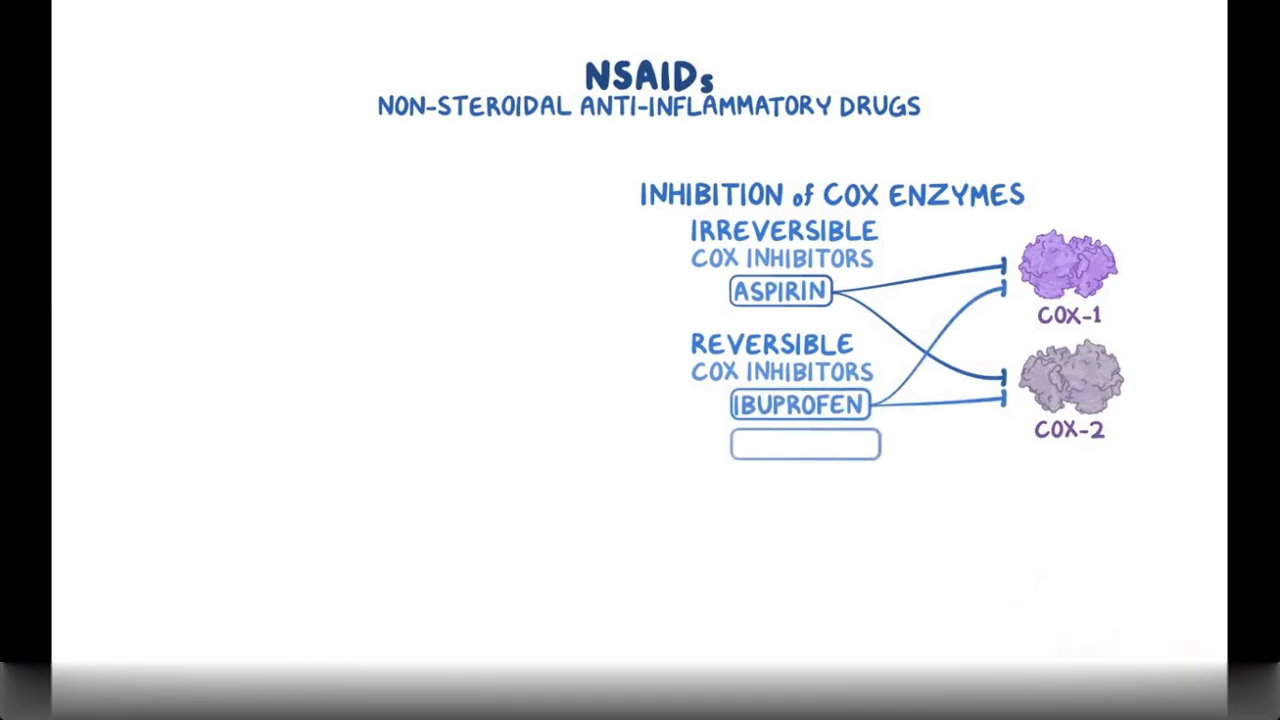 NSAIDs
NON-STEROIDAL ANTI-INFLAMMATORY DRUGS
INHIBITION of COX ENZYMES
IRREVERSIBLE
COX INHIBITORS
ASPIRIN
COX-1
REVERSIBLE
COX INHIBITORS
IBUPROFEN
COX-2